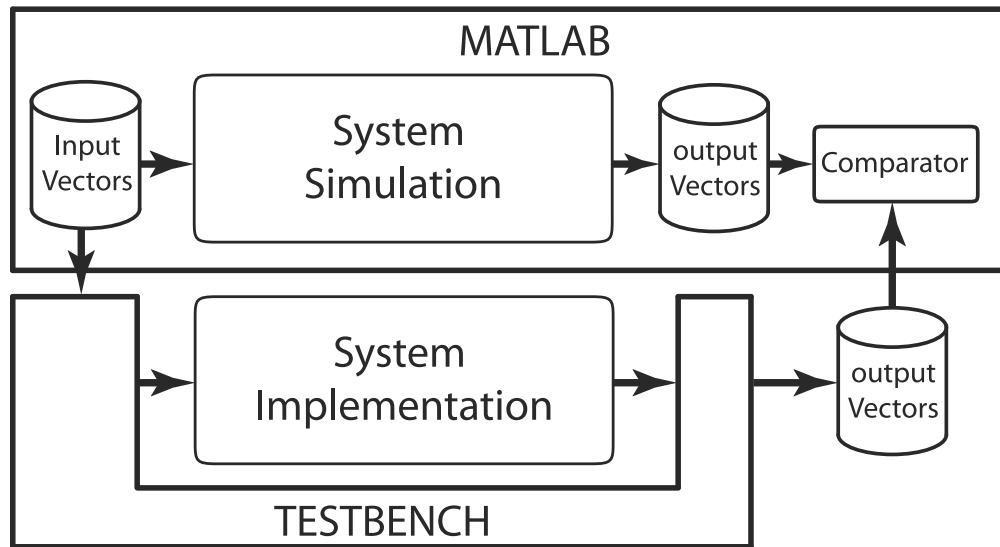 MATLAB
Input
Vectors
System
Simulation
output
Vectors
Comparator
System
Implementation
output
Vectors
TESTBENCH